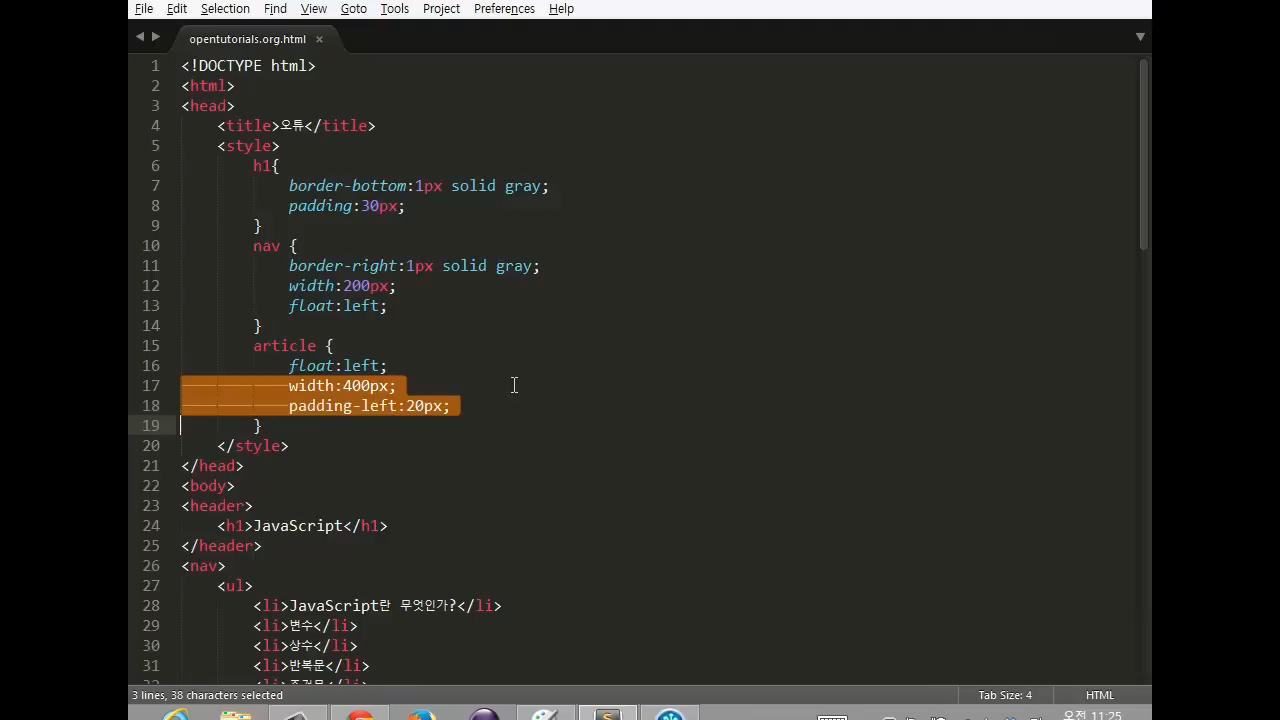 File Edit Selection Find View Goto Tools Project Preferences Help
opentutorials.org.html ×
1 <!DOCTYPE html>
2 <html>
3 <head>
4 <title>오튜</title>
5 <style>
6 h1{
7 border-bottom:1px solid gray;
8 padding:30px;
9 }
10 nav {
11 border-right:1px solid gray;
12 width:200px;
13 float:left;
14 }
15 article {
16 float:left;
17 width:400px;
18 padding-left:20px;
19 }
20 </style>
21 </head>
22 <body>
23 <header>
24 <h1>JavaScript</h1>
25 </header>
26 <nav>
27 <ul>
28 <li>JavaScript란 무엇인가?</li>
29 <li>변수</li>
30 <li>상수</li>
31 <li>반복문</li>
3 lines, 38 characters selected Tab Size: 4 HTML
오전 11:25